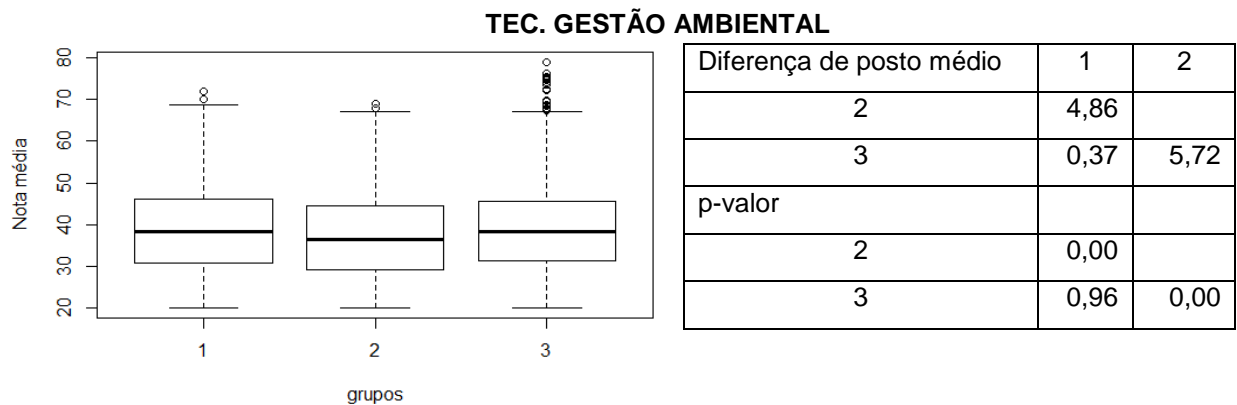 TEC. GESTÃO AMBIENTAL
Nota média
80
70
60
50
40
30
20
1 2 3
grupos
Diferença de posto médio 1 2
2 4,86
3 0,37 5,72
p-valor
2 0,00
3 0,96 0,00